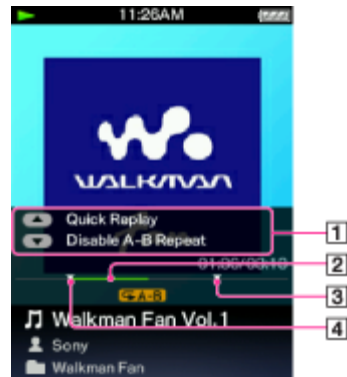 11:26AM
WALKMAN
Quick Replay
Disable A-B Repeat
1
2
01:06/03:10
3
A-B
4
Walkman Fan Vol.1
Sony
Walkman Fan